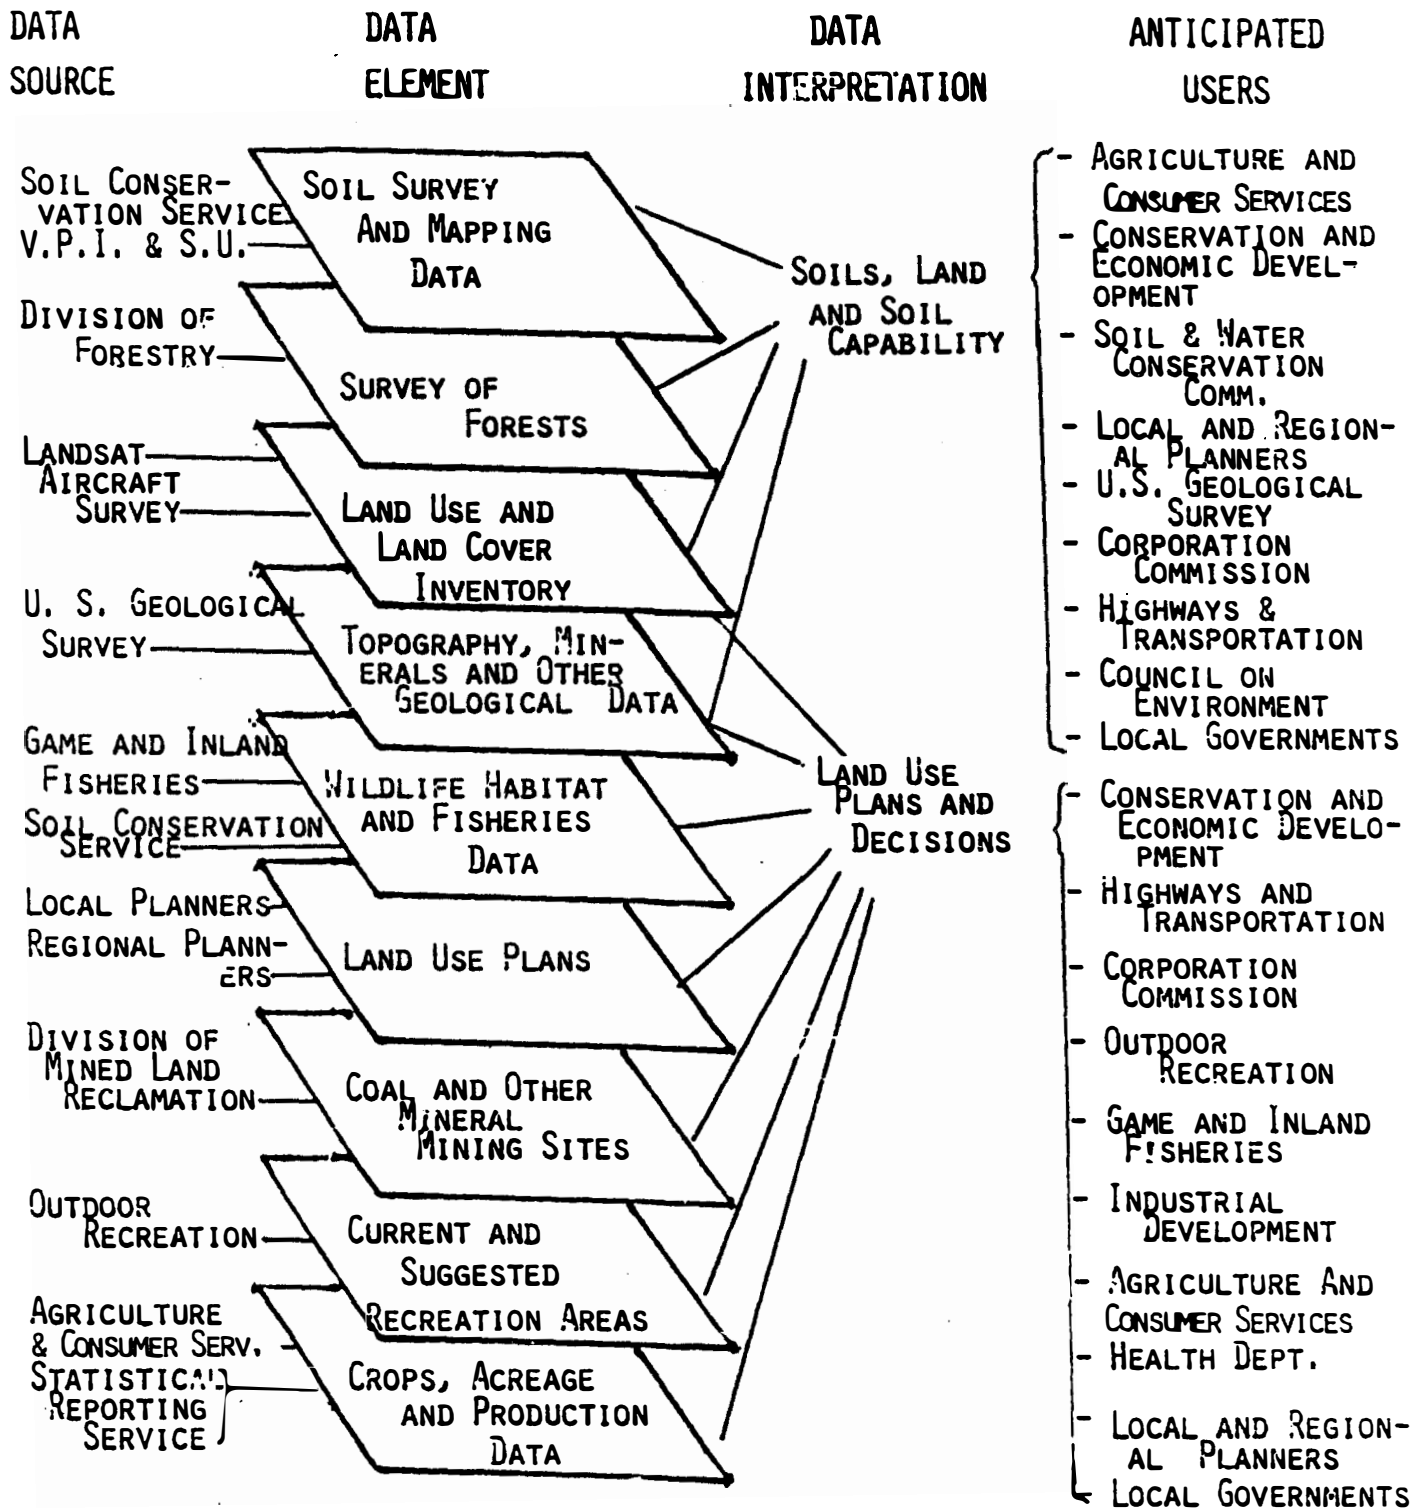 DATA
SOURCE
DATA
ELEMENT
DATA
INTERPRETATION
ANTICIPATED
USERS
SOIL CONSER-
VATION SERVICE
V.P.I. & S.U.
DIVISION OF
FORESTRY
LANDSAT
AIRCRAFT
SURVEY
U. S. GEOLOGICAL
SURVEY
GAME AND INLAND
FISHERIES
SOIL CONSERVATION
SERVICE
LOCAL PLANNERS
REGIONAL PLANN-
ERS
DIVISION OF
MINED LAND
RECLAMATION
OUTDOOR
RECREATION
AGRICULTURE
& CONSUMER SERV.
STATISTICAL
REPORTING
SERVICE
SOIL SURVEY
AND MAPPING
DATA
SURVEY OF
FORESTS
LAND USE AND
LAND COVER
INVENTORY
TOPOGRAPHY, MIN-
ERALS AND OTHER
GEOLOGICAL DATA
WILDLIFE HABITAT
AND FISHERIES
DATA
LAND USE PLANS
COAL AND OTHER
MINERAL
MINING SITES
CURRENT AND
SUGGESTED
RECREATION AREAS
CROPS, ACREAGE
AND PRODUCTION
DATA
SOILS, LAND
AND SOIL
CAPABILITY
LAND USE
PLANS AND
DECISIONS
- AGRICULTURE AND
CONSUMER SERVICES
- CONSERVATION AND
ECONOMIC DEVEL-
OPMENT
- SOIL & WATER
CONSERVATION
COMM.
- LOCAL AND REGION-
AL PLANNERS
- U.S. GEOLOGICAL
SURVEY
- CORPORATION
COMMISSION
- HIGHWAYS &
TRANSPORTATION
- COUNCIL ON
ENVIRONMENT
- LOCAL GOVERNMENTS
- CONSERVATION AND
ECONOMIC DEVELO-
PMENT
- HIGHWAYS AND
TRANSPORTATION
- CORPORATION
COMMISSION
- OUTDOOR
RECREATION
- GAME AND INLAND
FISHERIES
- INDUSTRIAL
DEVELOPMENT
- AGRICULTURE AND
CONSUMER SERVICES
- HEALTH DEPT.
- LOCAL AND REGION-
AL PLANNERS
- LOCAL GOVERNMENTS